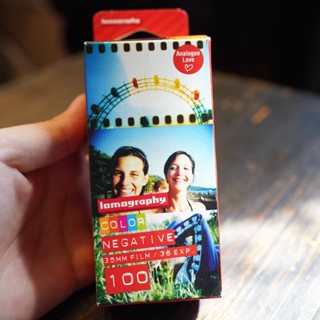 lomography
Analogue
Love
lomography
COLOR
NEGATIVE
35MM FILM / 36 EXP.
100